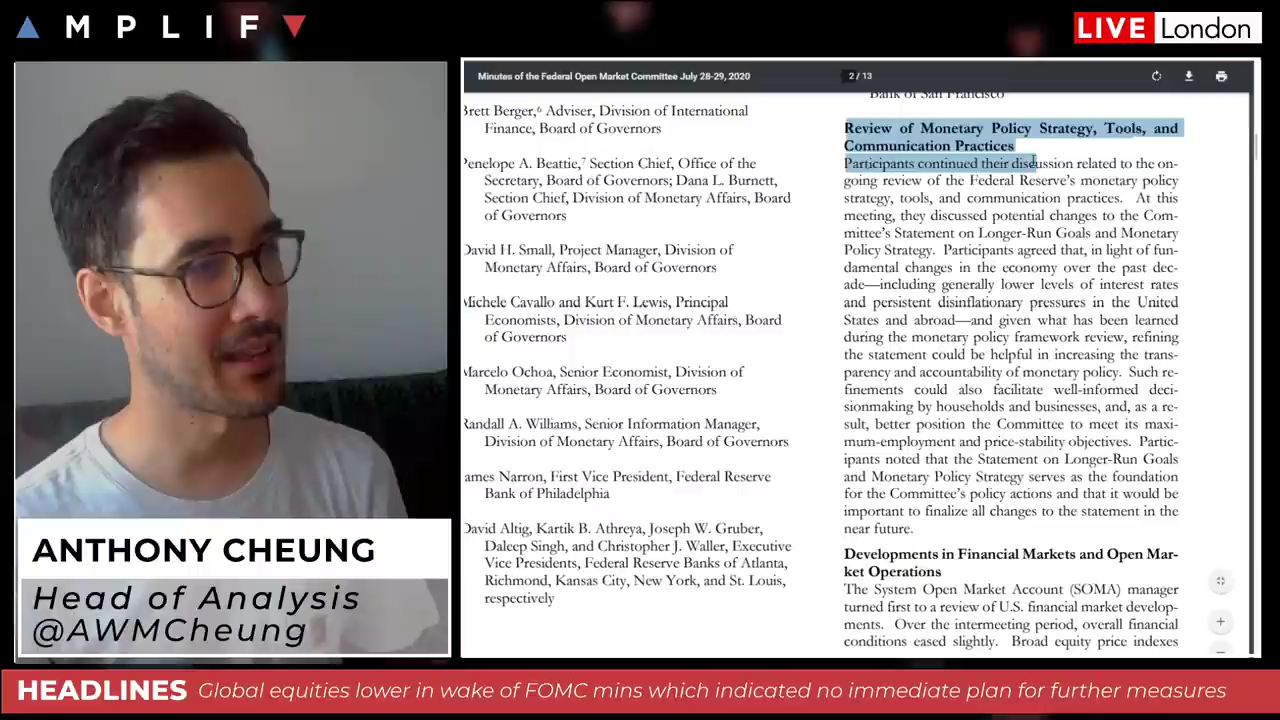 AMPLIFY
LIVE London
Minutes of the Federal Open Market Committee July 28-29, 2020
2 / 13
Brett Berger,⁶ Adviser, Division of International
Finance, Board of Governors
Penelope A. Beattie,⁷ Section Chief, Office of the
Secretary, Board of Governors; Dana L. Burnett,
Section Chief, Division of Monetary Affairs, Board
of Governors
David H. Small, Project Manager, Division of
Monetary Affairs, Board of Governors
Michele Cavallo and Kurt F. Lewis, Principal
Economists, Division of Monetary Affairs, Board
of Governors
Marcelo Ochoa, Senior Economist, Division of
Monetary Affairs, Board of Governors
Randall A. Williams, Senior Information Manager,
Division of Monetary Affairs, Board of Governors
James Narron, First Vice President, Federal Reserve
Bank of Philadelphia
David Altig, Kartik B. Athreya, Joseph W. Gruber,
Daleep Singh, and Christopher J. Waller, Executive
Vice Presidents, Federal Reserve Banks of Atlanta,
Richmond, Kansas City, New York, and St. Louis,
respectively
Bank of San Francisco
Review of Monetary Policy Strategy, Tools, and
Communication Practices
Participants continued their discussion related to the on-
going review of the Federal Reserve's monetary policy
strategy, tools, and communication practices. At this
meeting, they discussed potential changes to the Com-
mittee's Statement on Longer-Run Goals and Monetary
Policy Strategy. Participants agreed that, in light of fun-
damental changes in the economy over the past dec-
ade—including generally lower levels of interest rates
and persistent disinflationary pressures in the United
States and abroad—and given what has been learned
during the monetary policy framework review, refining
the statement could be helpful in increasing the trans-
parency and accountability of monetary policy. Such re-
finements could also facilitate well-informed deci-
sionmaking by households and businesses, and, as a re-
sult, better position the Committee to meet its maxi-
mum-employment and price-stability objectives. Partic-
ipants noted that the Statement on Longer-Run Goals
and Monetary Policy Strategy serves as the foundation
for the Committee's policy actions and that it would be
important to finalize all changes to the statement in the
near future.
Developments in Financial Markets and Open Mar-
ket Operations
The System Open Market Account (SOMA) manager
turned first to a review of U.S. financial market develop-
ments. Over the intermeeting period, overall financial
conditions eased slightly. Broad equity price indexes
ANTHONY CHEUNG
Head of Analysis
@AWMCheung
HEADLINES Global equities lower in wake of FOMC mins which indicated no immediate plan for further measures